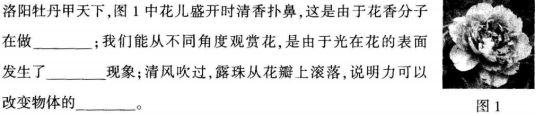 洛阳牡丹甲天下,图1中花儿盛开时清香扑鼻,这是由于花香分子
在做________;我们能从不同角度观赏花,是由于光在花的表面
发生了________现象;清风吹过,露珠从花瓣上滚落,说明力可以
改变物体的________。
图1